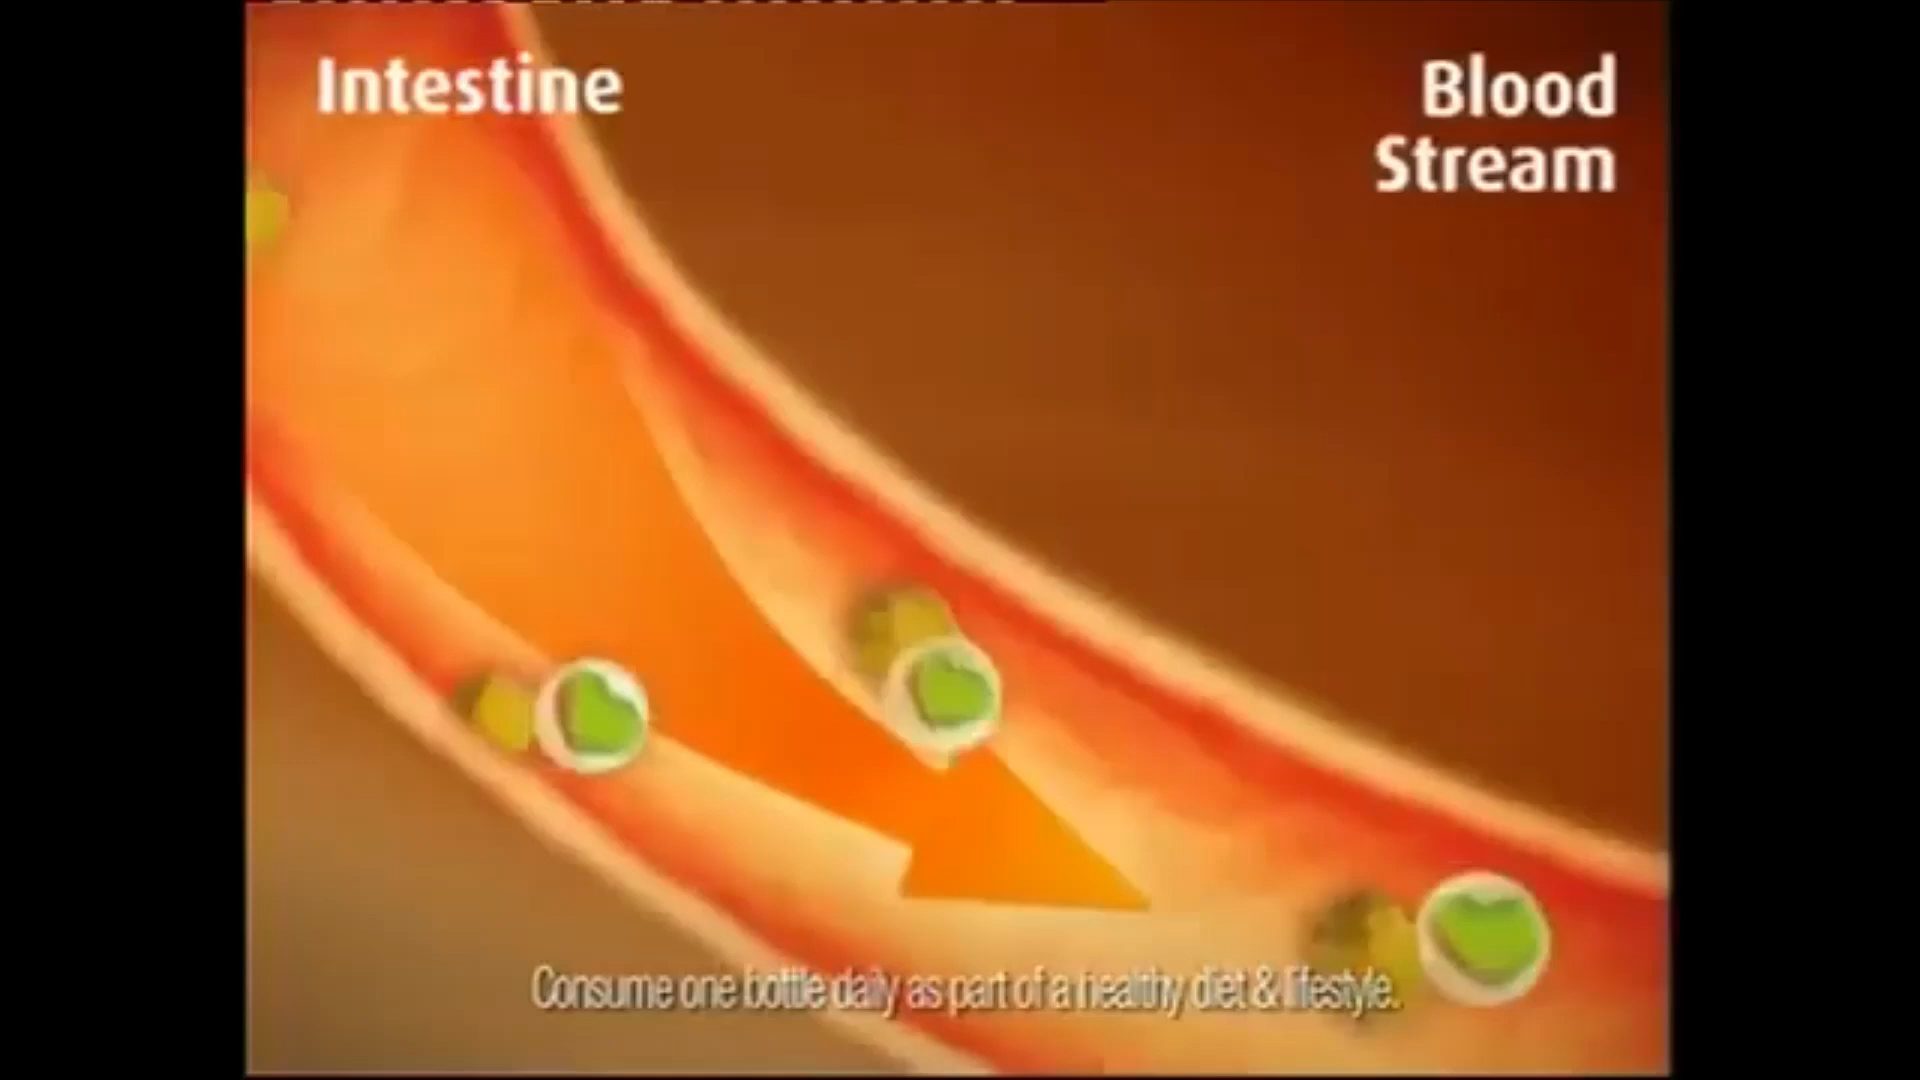 Intestine
Blood
Stream
Consume one bottle daily as part of a healthy diet & lifestyle.